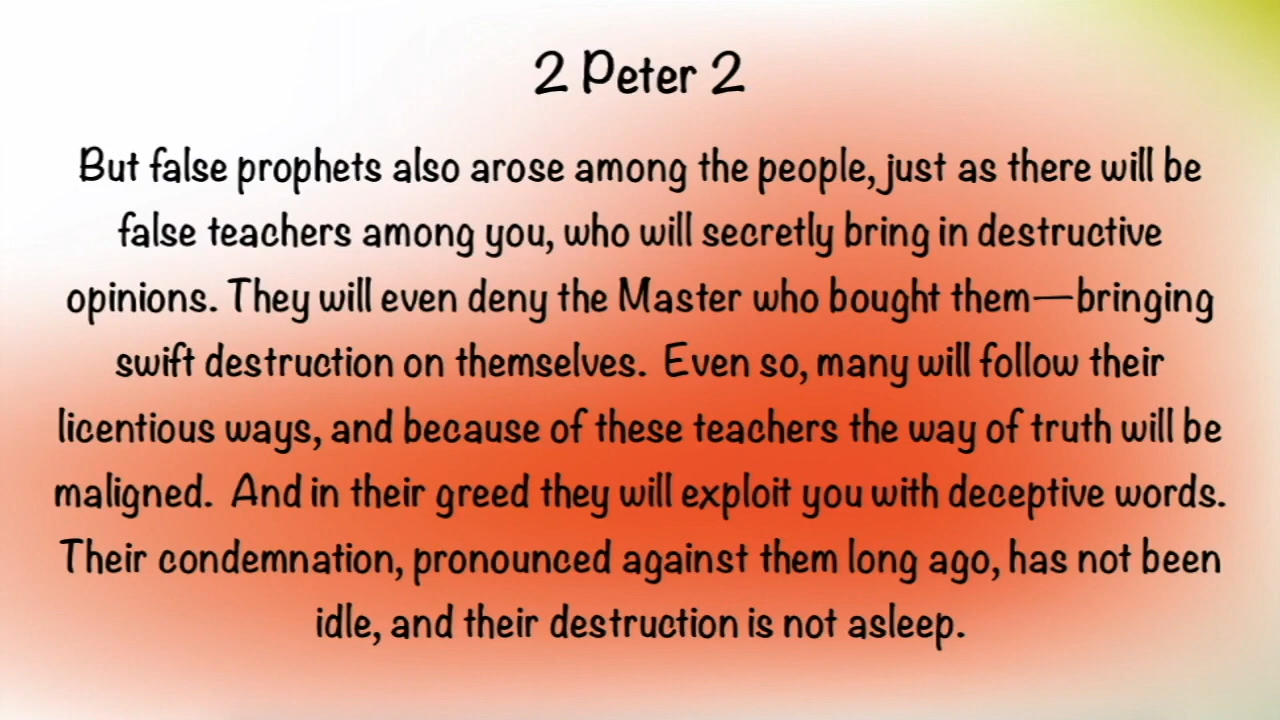 2 Peter 2
But false prophets also arose among the people, just as there will be
false teachers among you, who will secretly bring in destructive
opinions. They will even deny the Master who bought them—bringing
swift destruction on themselves. Even so, many will follow their
licentious ways, and because of these teachers the way of truth will be
maligned. And in their greed they will exploit you with deceptive words.
Their condemnation, pronounced against them long ago, has not been
idle, and their destruction is not asleep.